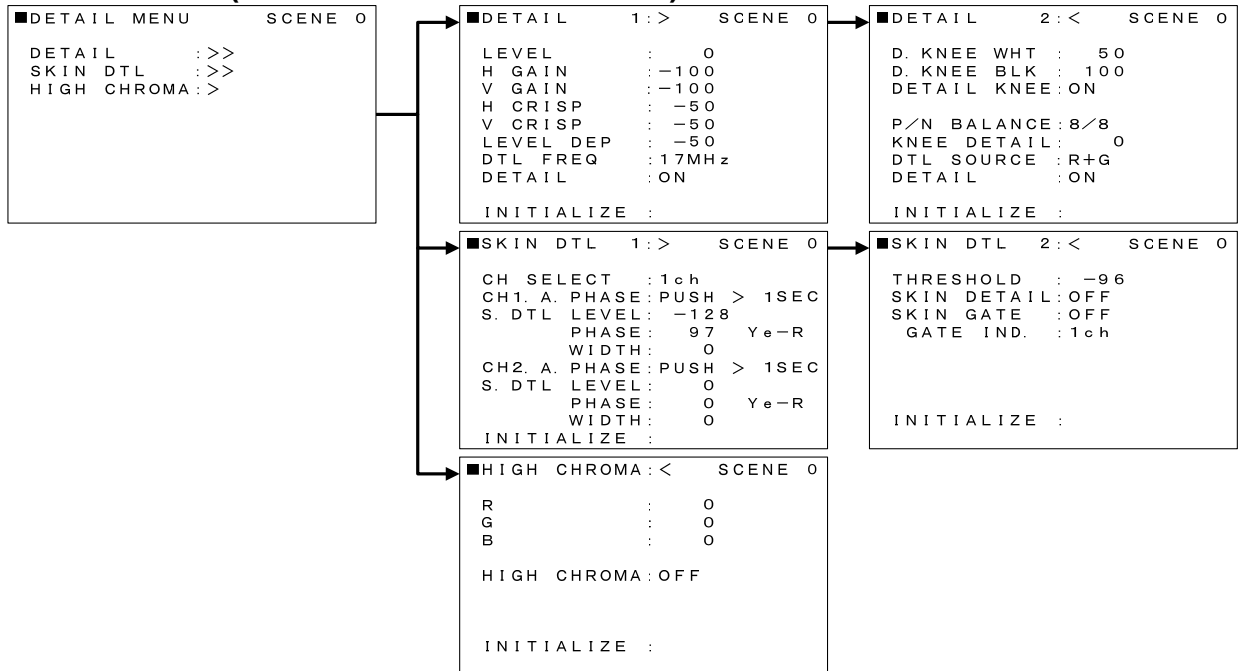 ■DETAIL MENU SCENE 0
DETAIL :>>
SKIN DTL :>>
HIGH CHROMA:>
■DETAIL 1:> SCENE 0
LEVEL : 0
H GAIN :−100
V GAIN :−100
H CRISP : −50
V CRISP : −50
LEVEL DEP : −50
DTL FREQ :17MHz
DETAIL :ON
INITIALIZE :
■DETAIL 2:< SCENE 0
D. KNEE WHT : 50
D. KNEE BLK : 100
DETAIL KNEE:ON
P/N BALANCE:8/8
KNEE DETAIL: 0
DTL SOURCE :R+G
DETAIL :ON
INITIALIZE :
■SKIN DTL 1:> SCENE 0
CH SELECT :1ch
CH1. A. PHASE:PUSH > 1SEC
S. DTL LEVEL: −128
PHASE: 97 Ye−R
WIDTH: 0
CH2. A. PHASE:PUSH > 1SEC
S. DTL LEVEL: 0
PHASE: 0 Ye−R
WIDTH: 0
INITIALIZE :
■SKIN DTL 2:< SCENE 0
THRESHOLD : −96
SKIN DETAIL:OFF
SKIN GATE :OFF
GATE IND. :1ch
INITIALIZE :
■HIGH CHROMA:< SCENE 0
R : 0
G : 0
B : 0
HIGH CHROMA:OFF
INITIALIZE :